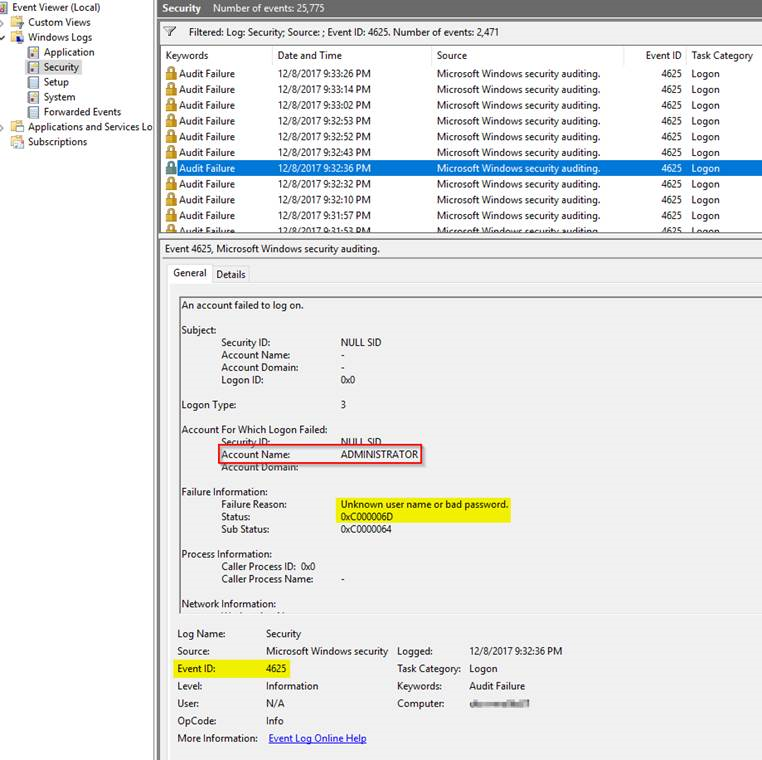 Event Viewer (Local)
Custom Views
Windows Logs
Application
Security
Setup
System
Forwarded Events
Applications and Services Lo
Subscriptions
Security Number of events: 25,775
Filtered: Log: Security; Source: ; Event ID: 4625. Number of events: 2,471
Keywords Date and Time Source Event ID Task Category
Audit Failure 12/8/2017 9:33:26 PM Microsoft Windows security auditing. 4625 Logon
Audit Failure 12/8/2017 9:33:14 PM Microsoft Windows security auditing. 4625 Logon
Audit Failure 12/8/2017 9:33:02 PM Microsoft Windows security auditing. 4625 Logon
Audit Failure 12/8/2017 9:32:53 PM Microsoft Windows security auditing. 4625 Logon
Audit Failure 12/8/2017 9:32:52 PM Microsoft Windows security auditing. 4625 Logon
Audit Failure 12/8/2017 9:32:43 PM Microsoft Windows security auditing. 4625 Logon
Audit Failure 12/8/2017 9:32:36 PM Microsoft Windows security auditing. 4625 Logon
Audit Failure 12/8/2017 9:32:32 PM Microsoft Windows security auditing. 4625 Logon
Audit Failure 12/8/2017 9:32:10 PM Microsoft Windows security auditing. 4625 Logon
Audit Failure 12/8/2017 9:31:57 PM Microsoft Windows security auditing. 4625 Logon
Audit Failure 12/8/2017 9:31:53 PM Microsoft Windows security auditing. 4625 Logon
Event 4625, Microsoft Windows security auditing.
General Details
An account failed to log on.
Subject:
Security ID: NULL SID
Account Name: -
Account Domain: -
Logon ID: 0x0
Logon Type: 3
Account For Which Logon Failed:
Security ID: NULL SID
Account Name: ADMINISTRATOR
Account Domain:
Failure Information:
Failure Reason: Unknown user name or bad password.
Status: 0xC000006D
Sub Status: 0xC0000064
Process Information:
Caller Process ID: 0x0
Caller Process Name: -
Network Information:
Log Name: Security
Source: Microsoft Windows security Logged: 12/8/2017 9:32:36 PM
Event ID: 4625 Task Category: Logon
Level: Information Keywords: Audit Failure
User: N/A Computer:
OpCode: Info
More Information: Event Log Online Help